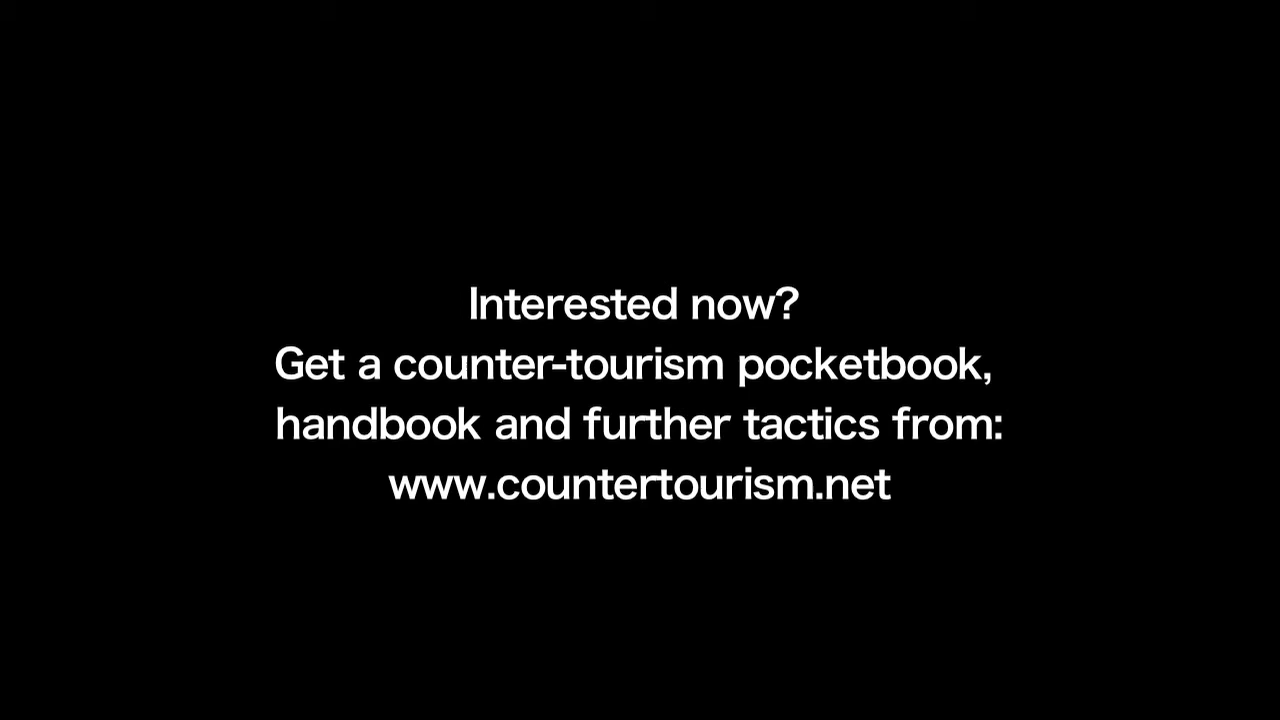 Interested now?
Get a counter-tourism pocketbook,
handbook and further tactics from:
www.countertourism.net